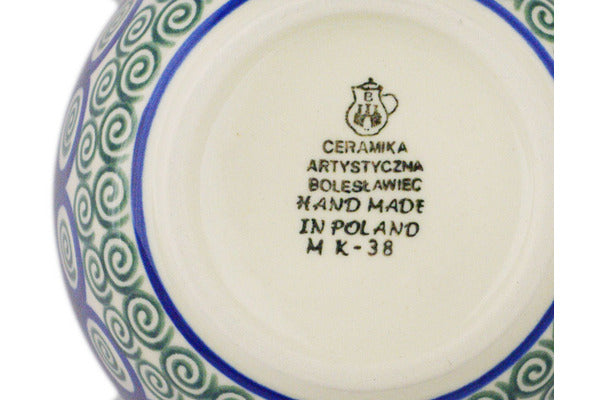 B
CERAMIKA
ARTYSTYCZNA
BOLESŁAWIEC
HAND MADE
IN POLAND
M K-38